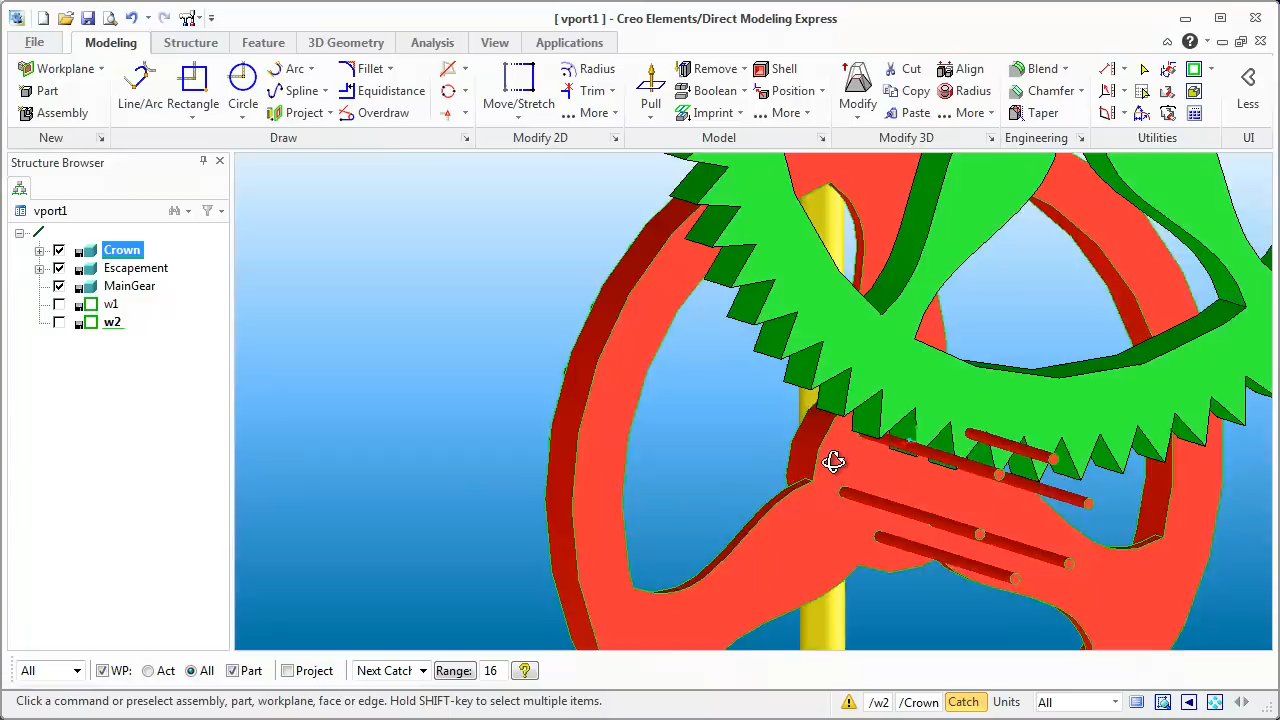 [ vport1 ] - Creo Elements/Direct Modeling Express
File Modeling Structure Feature 3D Geometry Analysis View Applications
Workplane Arc Fillet Radius Remove Shell Cut Align Blend
Part Line/Arc Rectangle Circle Spline Equidistance Move/Stretch Trim Pull Boolean Position Modify Copy Radius Chamfer Less
Assembly Project Overdraw ... More Imprint ... More Paste ... More Taper
New Draw Modify 2D Model Modify 3D Engineering Utilities UI
Structure Browser
vport1
Crown
Escapement
MainGear
w1
w2
All WP: Act All Part Project Next Catch Range: 16 ?
Click a command or preselect assembly, part, workplane, face or edge. Hold SHIFT-key to select multiple items. /w2 /Crown Catch Units All